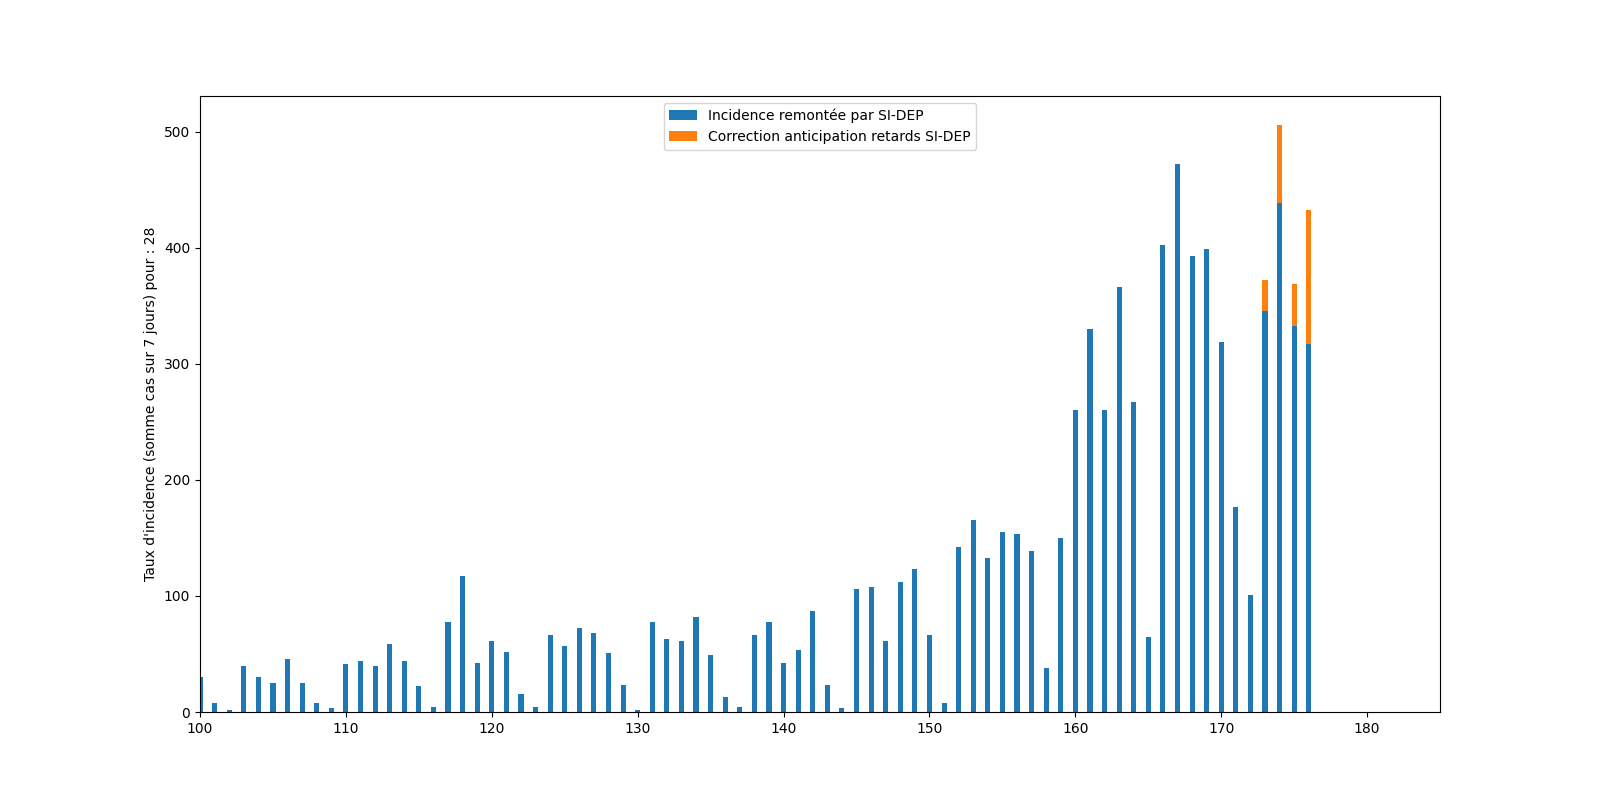 Incidence remontée par SI-DEP
Correction anticipation retards SI-DEP
Taux d'incidence (somme cas sur 7 jours) pour : 28
500
400
300
200
100
0
100 110 120 130 140 150 160 170 180